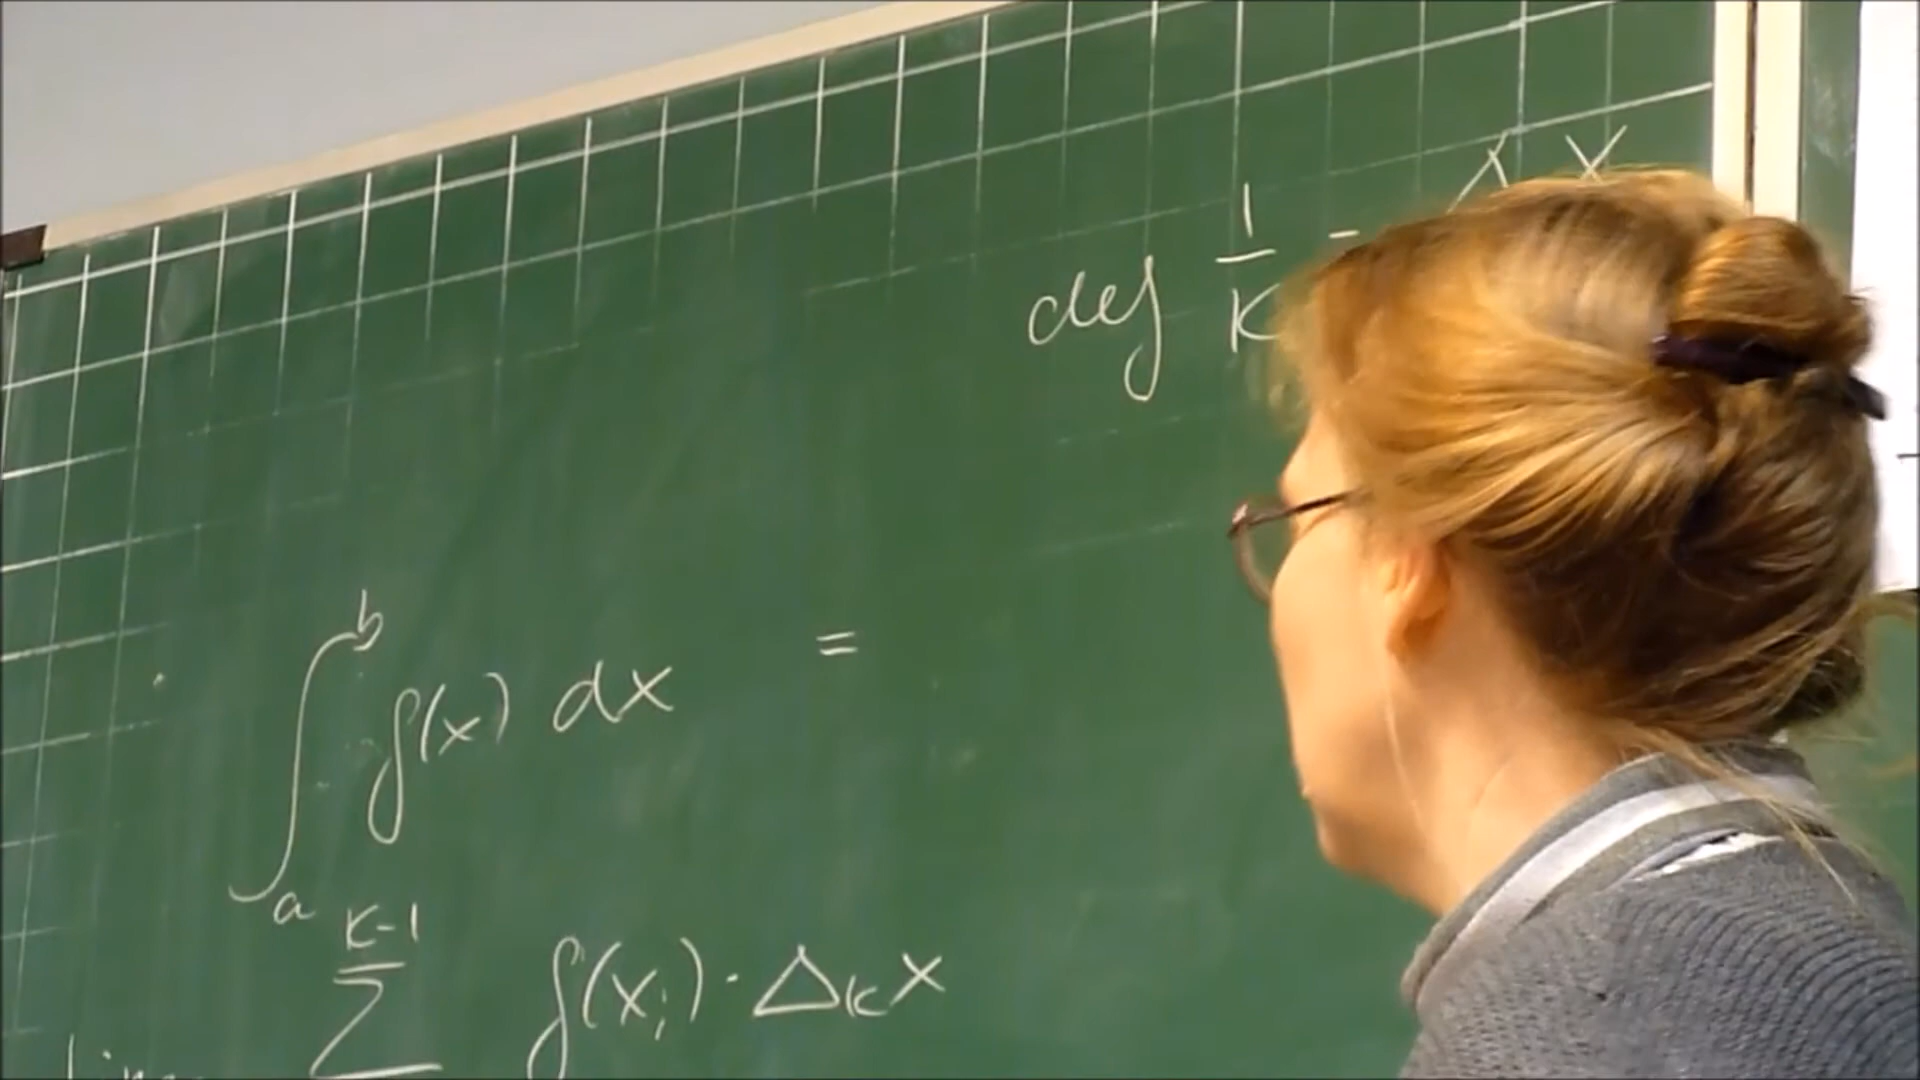 def 1/K =
∫_a^b f(x) dx =
K-1
Σ f(x_i) · Δ_K x